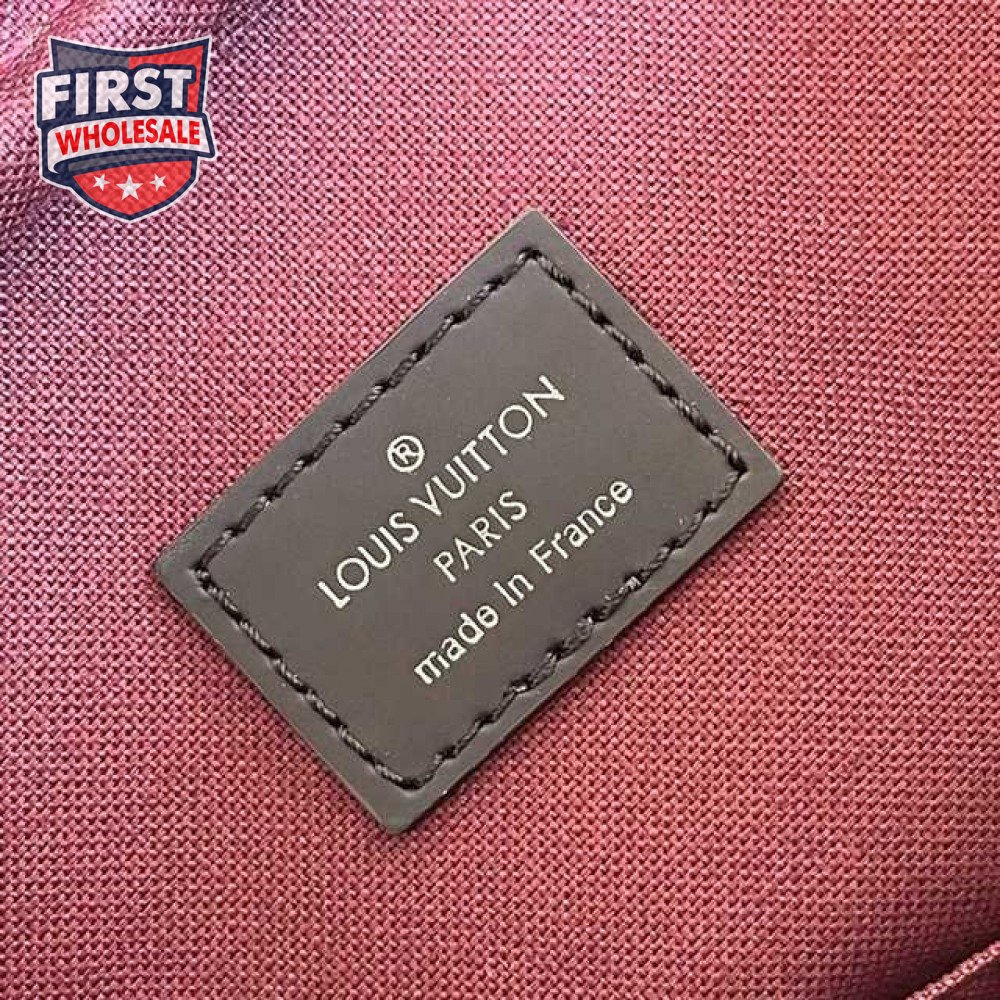 FIRST
WHOLESALE
®
LOUIS VUITTON
PARIS
made In France